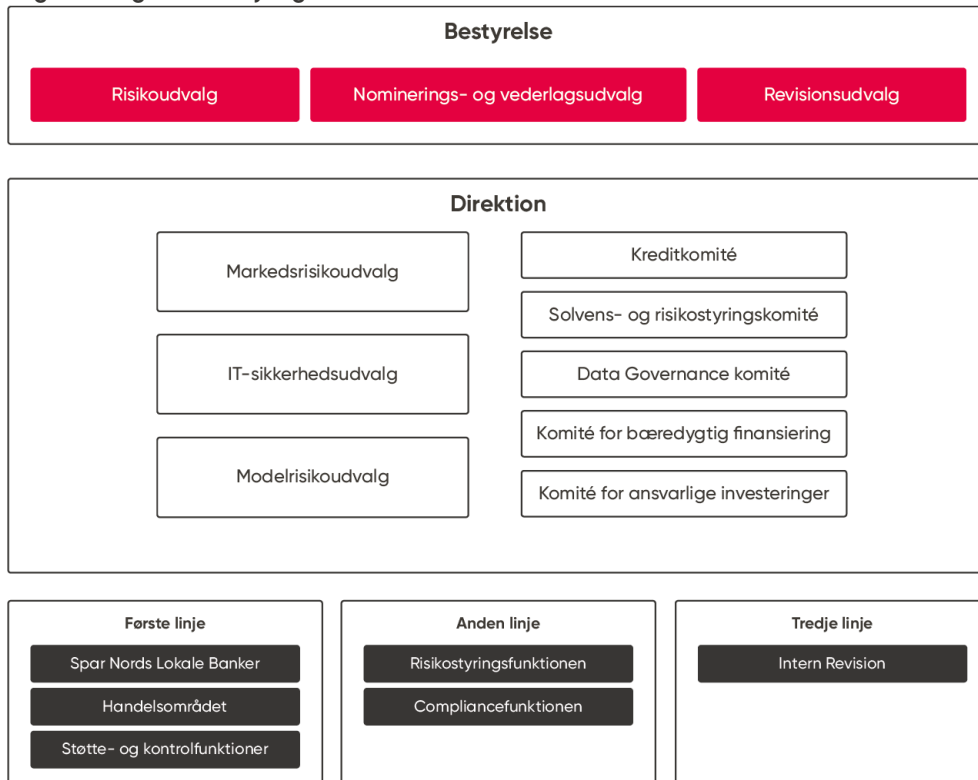 Bestyrelse
Risikoudvalg
Nominerings- og vederlagsudvalg
Revisionsudvalg
Direktion
Markedsrisikoudvalg
IT-sikkerhedsudvalg
Modelrisikoudvalg
Kreditkomité
Solvens- og risikostyringskomité
Data Governance komité
Komité for bæredygtig finansiering
Komité for ansvarlige investeringer
Første linje
Spar Nords Lokale Banker
Handelsområdet
Støtte- og kontrolfunktioner
Anden linje
Risikostyringsfunktionen
Compliancefunktionen
Tredje linje
Intern Revision